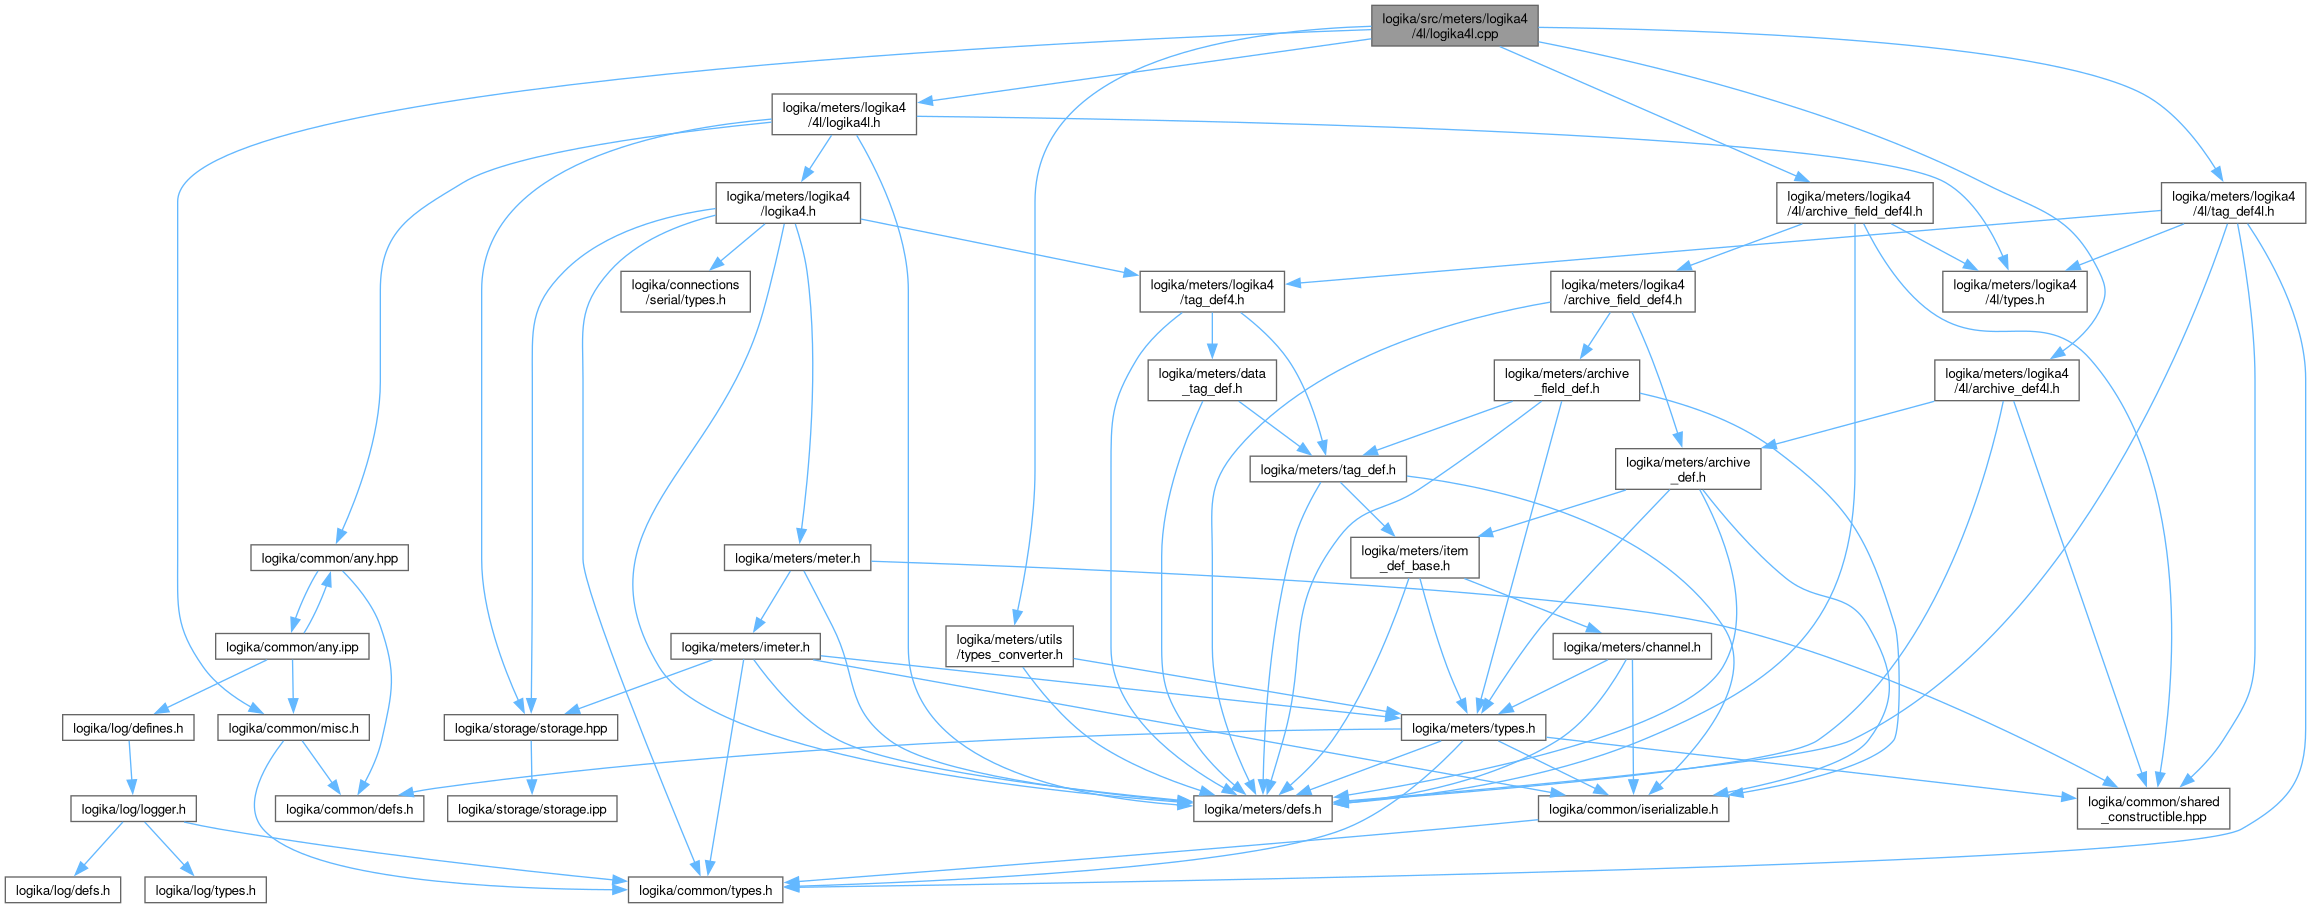 logika/src/meters/logika4
/4l/logika4l.cpp
logika/meters/logika4
/4l/logika4l.h
logika/meters/logika4
/logika4.h
logika/meters/logika4
/4l/archive_field_def4l.h
logika/meters/logika4
/4l/tag_def4l.h
logika/connections
/serial/types.h
logika/meters/logika4
/tag_def4.h
logika/meters/logika4
/archive_field_def4.h
logika/meters/logika4
/4l/types.h
logika/meters/data
_tag_def.h
logika/meters/archive
_field_def.h
logika/meters/logika4
/4l/archive_def4l.h
logika/meters/tag_def.h
logika/meters/archive
_def.h
logika/common/any.hpp
logika/meters/meter.h
logika/meters/item
_def_base.h
logika/common/any.ipp
logika/meters/imeter.h
logika/meters/utils
/types_converter.h
logika/meters/channel.h
logika/log/defines.h
logika/common/misc.h
logika/storage/storage.hpp
logika/meters/types.h
logika/log/logger.h
logika/common/defs.h
logika/storage/storage.ipp
logika/meters/defs.h
logika/common/iserializable.h
logika/common/shared
_constructible.hpp
logika/log/defs.h
logika/log/types.h
logika/common/types.h